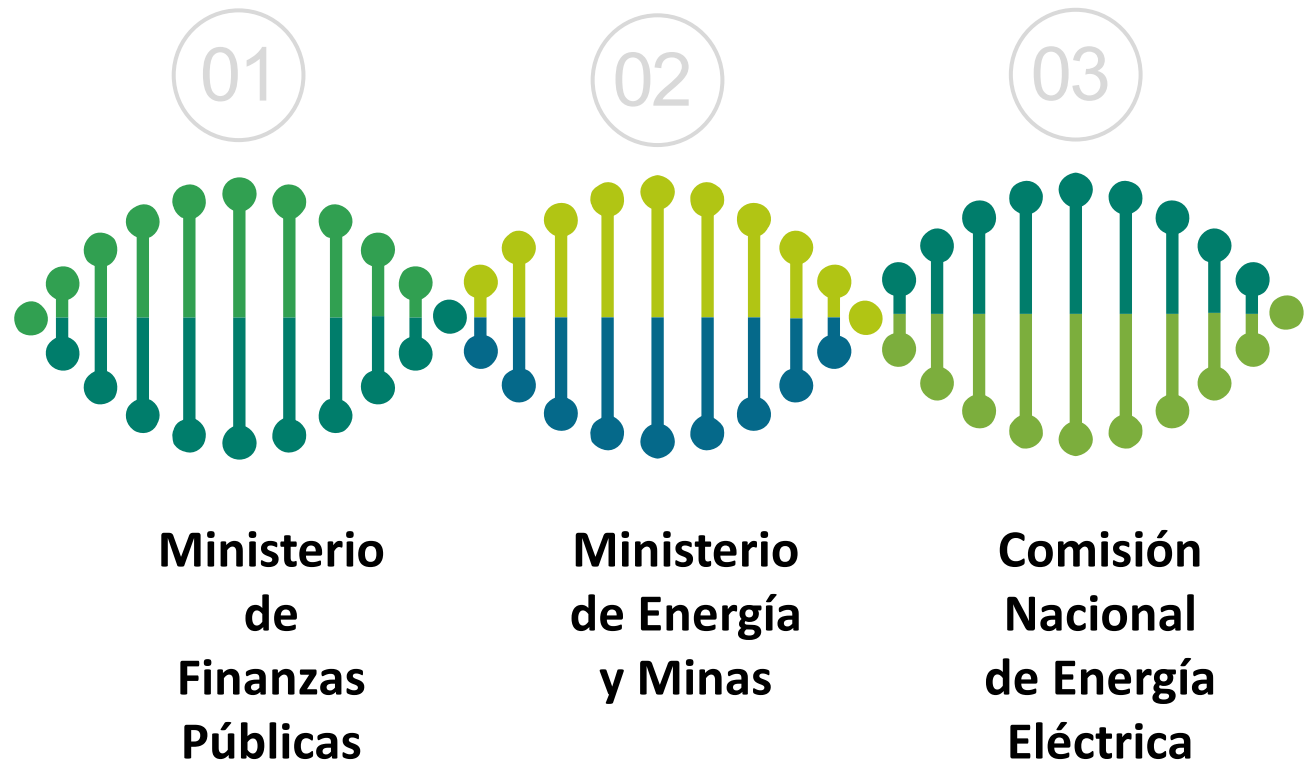 01
02
03
Ministerio
de
Finanzas
Públicas
Ministerio
de Energía
y Minas
Comisión
Nacional
de Energía
Eléctrica